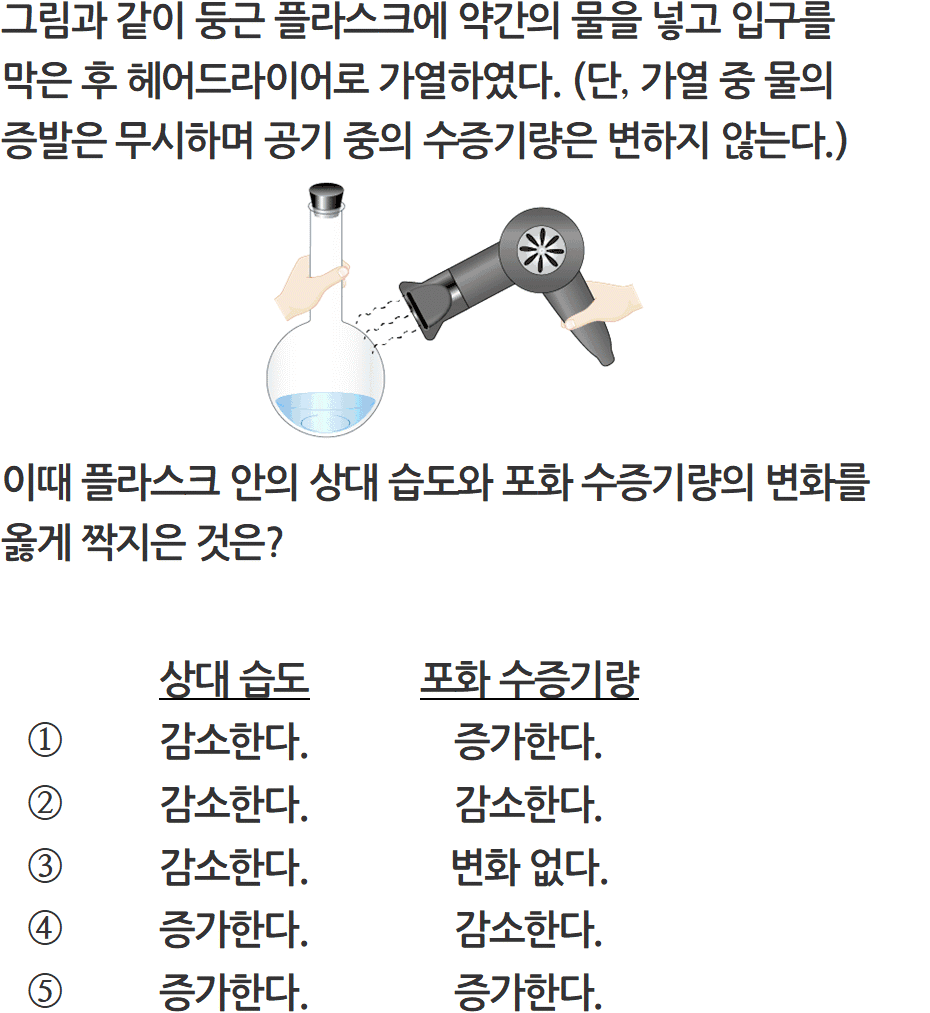 그림과 같이 둥근 플라스크에 약간의 물을 넣고 입구를
막은 후 헤어드라이어로 가열하였다. (단, 가열 중 물의
증발은 무시하며 공기 중의 수증기량은 변하지 않는다.)
이때 플라스크 안의 상대 습도와 포화 수증기량의 변화를
옳게 짝지은 것은?
상대 습도 포화 수증기량
① 감소한다. 증가한다.
② 감소한다. 감소한다.
③ 감소한다. 변화 없다.
④ 증가한다. 감소한다.
⑤ 증가한다. 증가한다.